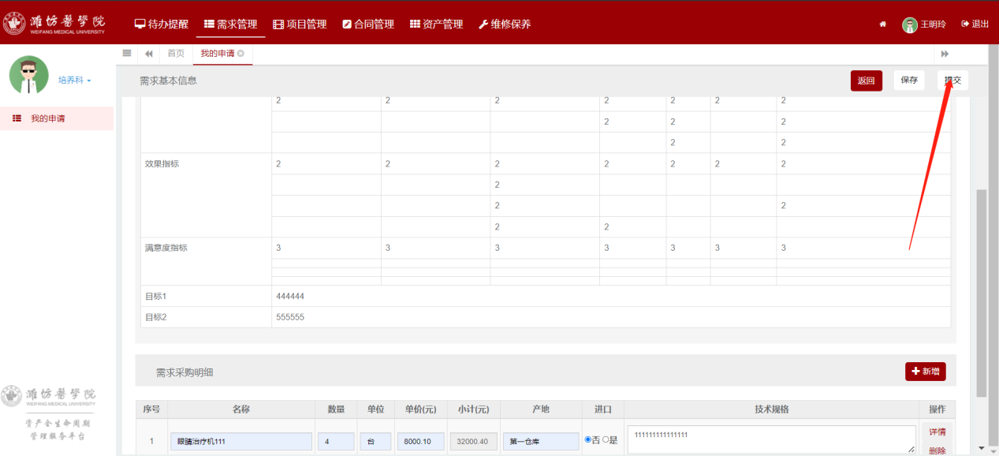 濰坊醫學院 待办提醒 需求管理 项目管理 合同管理 资产管理 维修保养 王明玲 退出
WEIFANG MEDICAL UNIVERSITY
首页 我的申请
培养科
需求基本信息 返回 保存 提交
我的申请
2 2 2 2 2 2 2
2 2 2
2 2
效果指标 2 2 2 2 2 2 2
2
2 2
2 2
满意度指标 3 3 3 3 3 3 3
目标1 444444
目标2 555555
需求采购明细 新增
濰坊醫學院
WEIFANG MEDICAL UNIVERSITY
资产全生命周期
管理服务平台
序号 名称 数量 单位 单价(元) 小计(元) 产地 进口 技术规格 操作
1 眼睛治疗机111 4 台 8000.10 32000.40 第一仓库 否 是 111111111111111 详情
删除